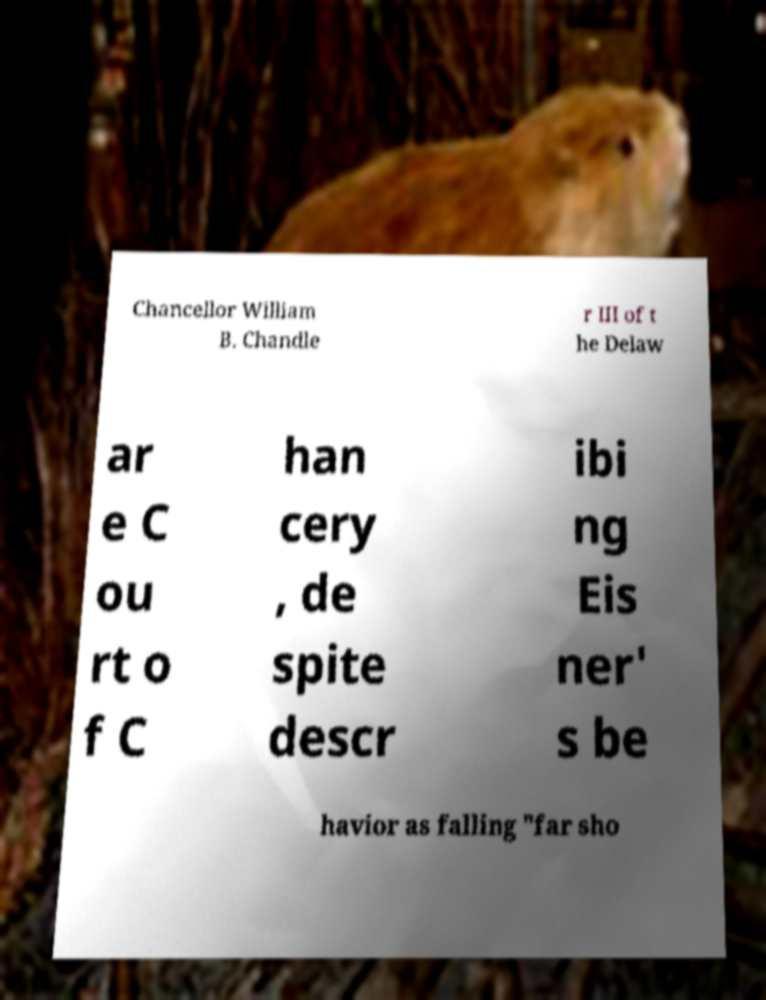 Chancellor William
B. Chandle
r III of t
he Delaw
ar
e C
ou
rt o
f C
han
cery
, de
spite
descr
ibi
ng
Eis
ner'
s be
havior as falling "far sho